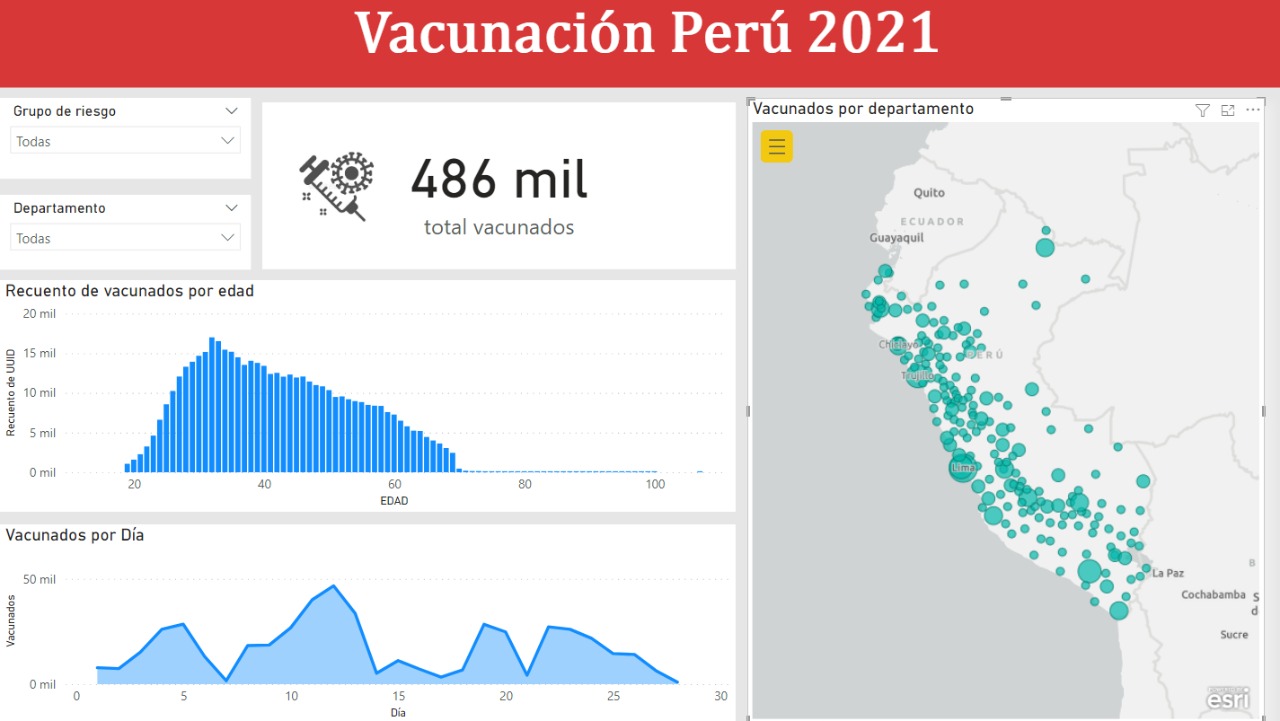 Vacunación Perú 2021
Grupo de riesgo
Todas
Departamento
Todas
486 mil
total vacunados
Recuento de vacunados por edad
20 mil
15 mil
10 mil
5 mil
0 mil
Recuento de UUID
20
40
60
80
100
EDAD
Vacunados por Día
50 mil
0 mil
Vacunados
0
5
10
15
20
25
30
Día
Vacunados por departamento
Quito
ECUADOR
Guayaquil
Chiclayo
PERÚ
Trujillo
Lima
La Paz
B
Cochabamba
S
d
Sucre
esri